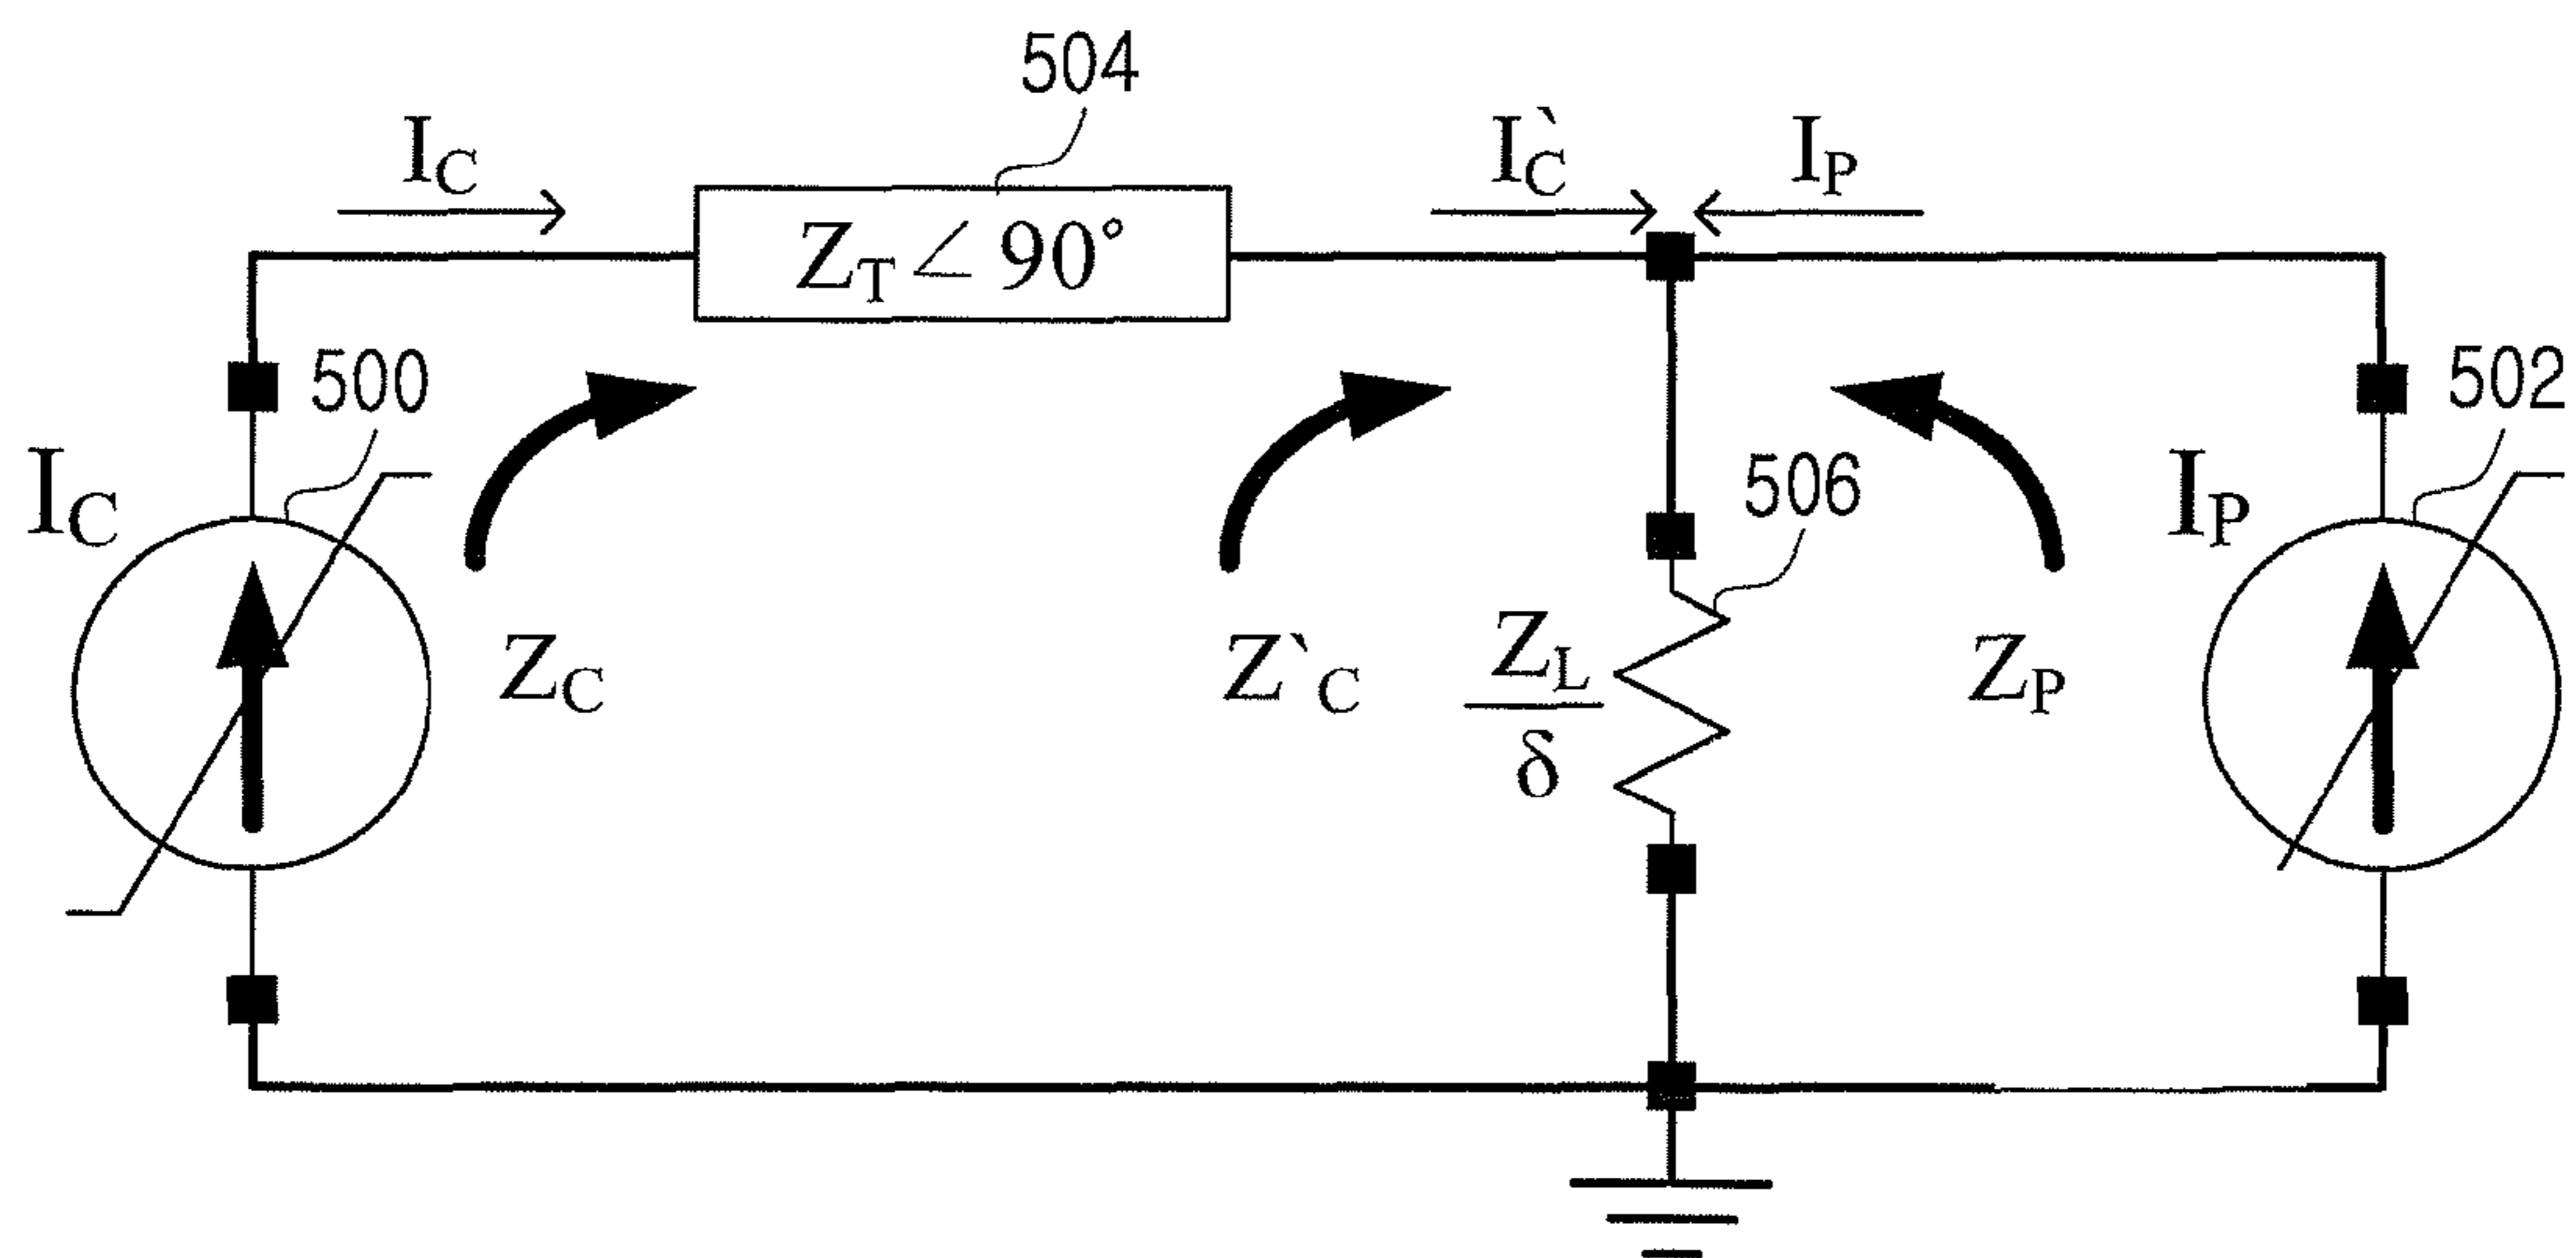 504
I_C
I`_C
I_P
Z_T ∠ 90°
500
502
I_C
I_P
506
Z_C
Z`_C
Z_L
δ
Z_P